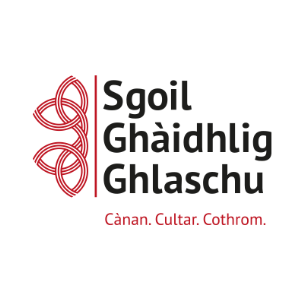 Sgoil
Ghàidhlig
Ghlaschu
Cànan. Cultar. Cothrom.